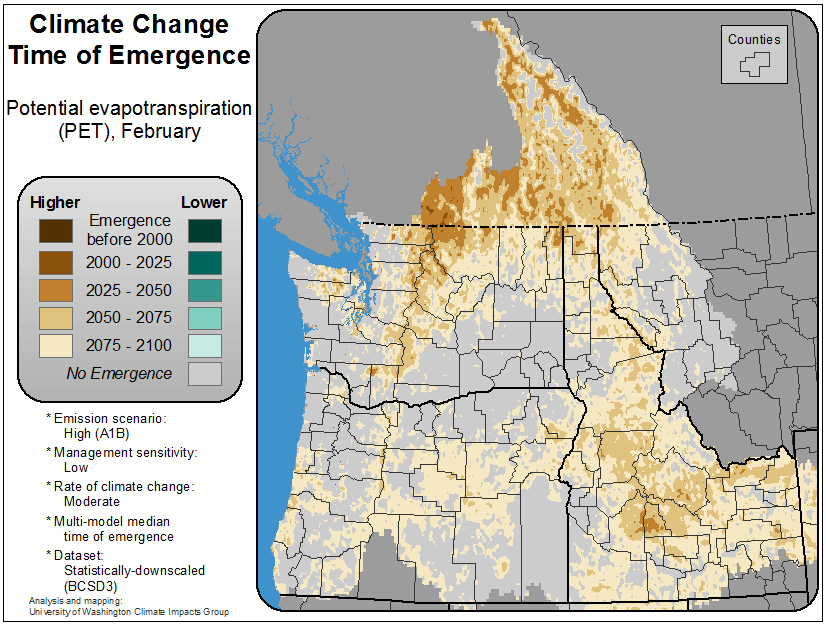 Climate Change
Time of Emergence
Potential evapotranspiration
(PET), February
Higher Lower
Emergence
before 2000
2000 - 2025
2025 - 2050
2050 - 2075
2075 - 2100
No Emergence
* Emission scenario:
High (A1B)
* Management sensitivity:
Low
* Rate of climate change:
Moderate
* Multi-model median
time of emergence
* Dataset:
Statistically-downscaled
(BCSD3)
Analysis and mapping:
University of Washington Climate Impacts Group
Counties